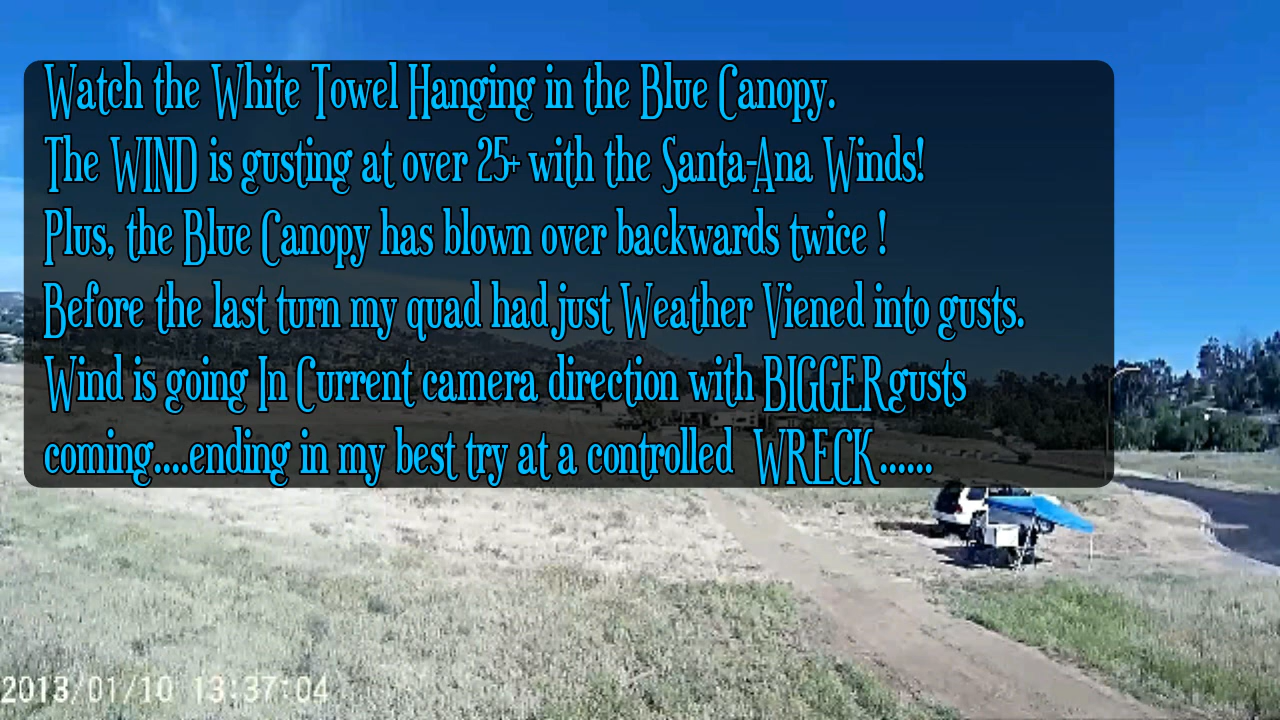 Watch the White Towel Hanging in the Blue Canopy.
The WIND is gusting at over 25+ with the Santa-Ana Winds!
Plus, the Blue Canopy has blown over backwards twice !
Before the last turn my quad had just Weather Viened into gusts.
Wind is going In Current camera direction with BIGGER gusts
coming....ending in my best try at a controlled WRECK......
2013/01/10 13:37:04